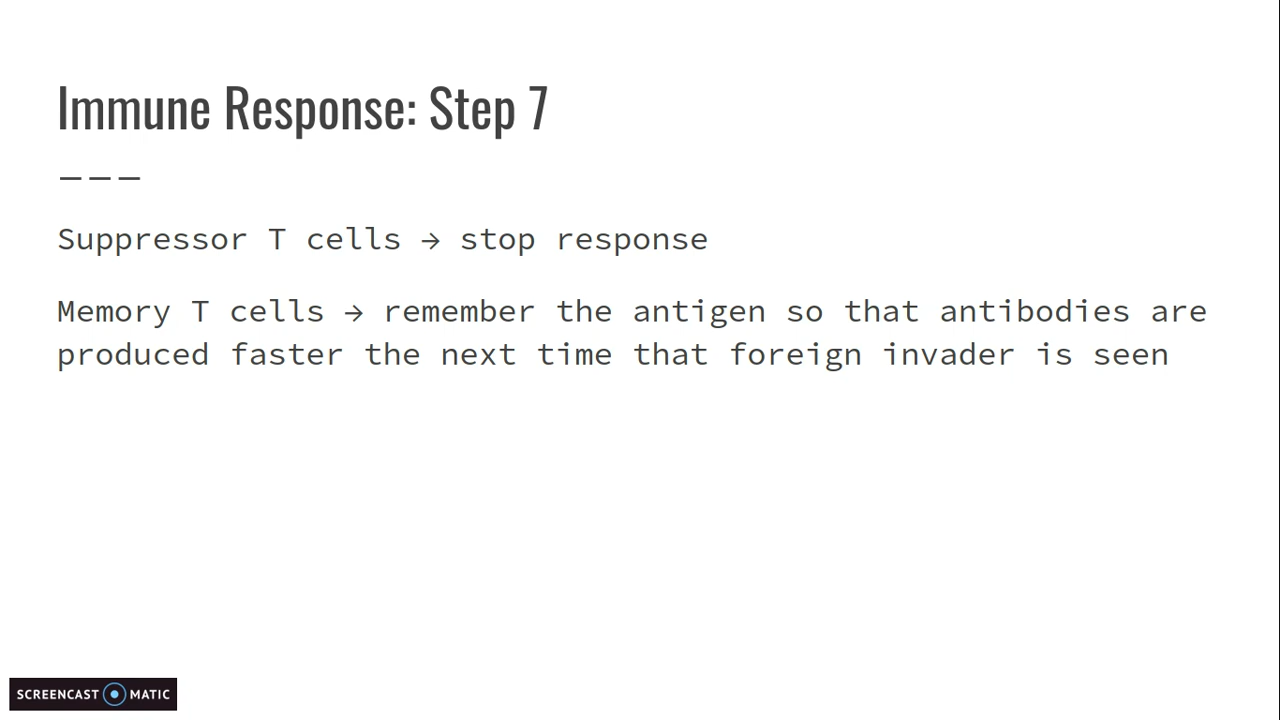 Immune Response: Step 7
Suppressor T cells → stop response
Memory T cells → remember the antigen so that antibodies are
produced faster the next time that foreign invader is seen
SCREENCAST MATIC